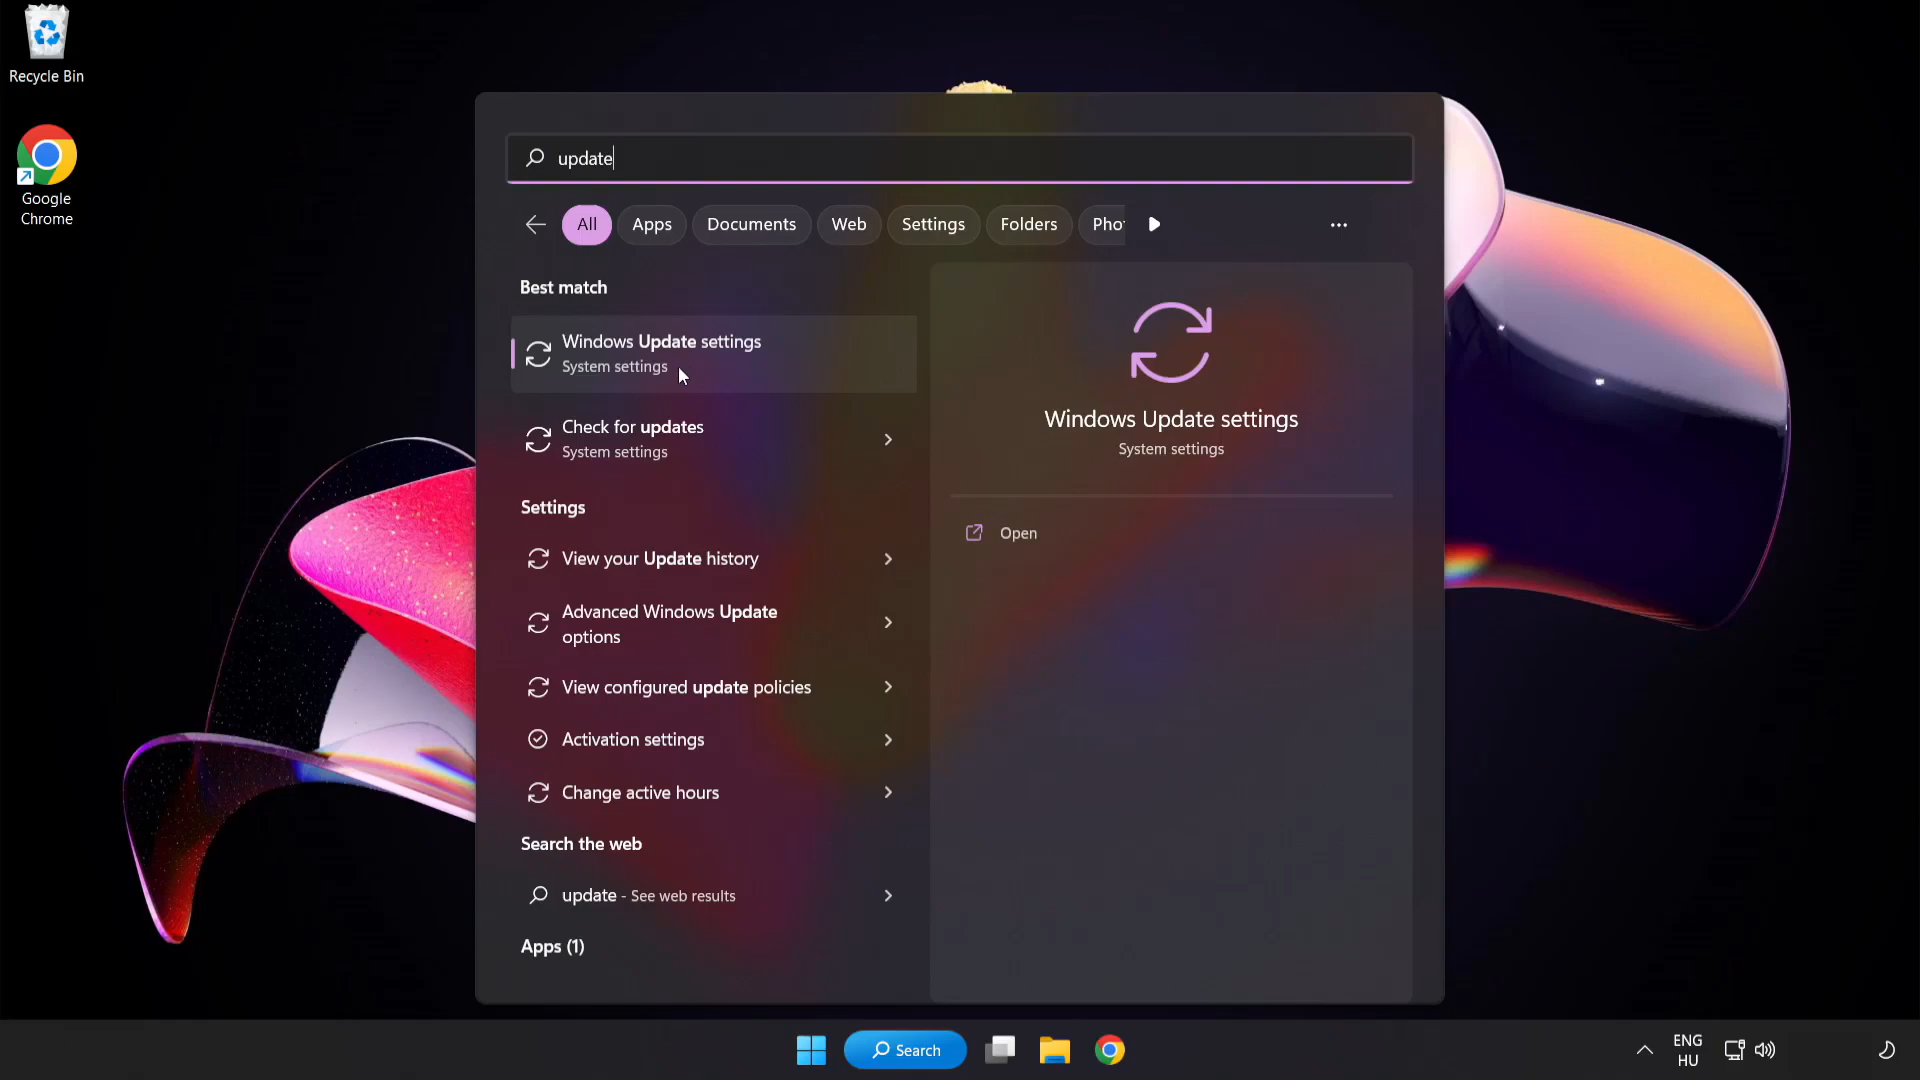 Recycle Bin
Google
Chrome
update
All
Apps
Documents
Web
Settings
Folders
Pho
Best match
Windows Update settings
System settings
Check for updates
System settings
Settings
View your Update history
Advanced Windows Update
options
View configured update policies
Activation settings
Change active hours
Search the web
update - See web results
Apps (1)
Windows Update settings
System settings
Open
Search
ENG
HU